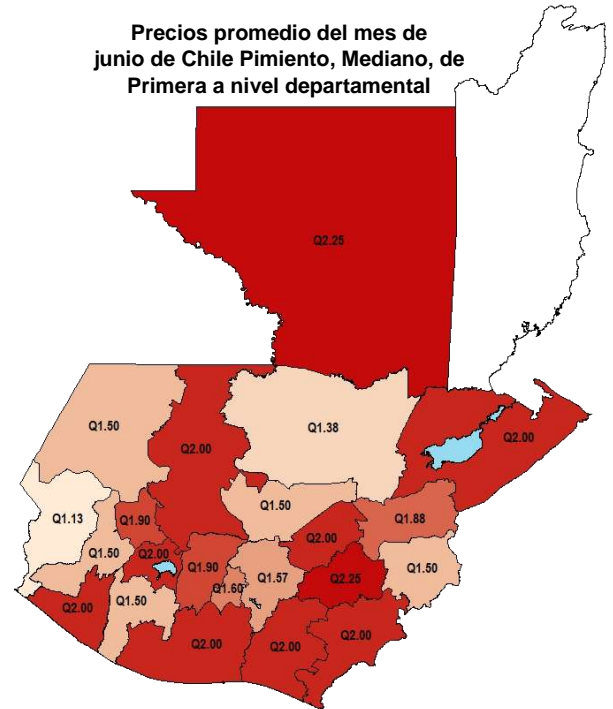 Precios promedio del mes de
junio de Chile Pimiento, Mediano, de
Primera a nivel departamental
Q2.25
Q1.50
Q2.00
Q1.38
Q2.00
Q1.13
Q1.90
Q1.50
Q1.88
Q1.50
Q2.00
Q2.00
Q1.90
Q1.57
Q2.25
Q1.50
Q1.60
Q2.00
Q1.50
Q2.00
Q2.00
Q2.00